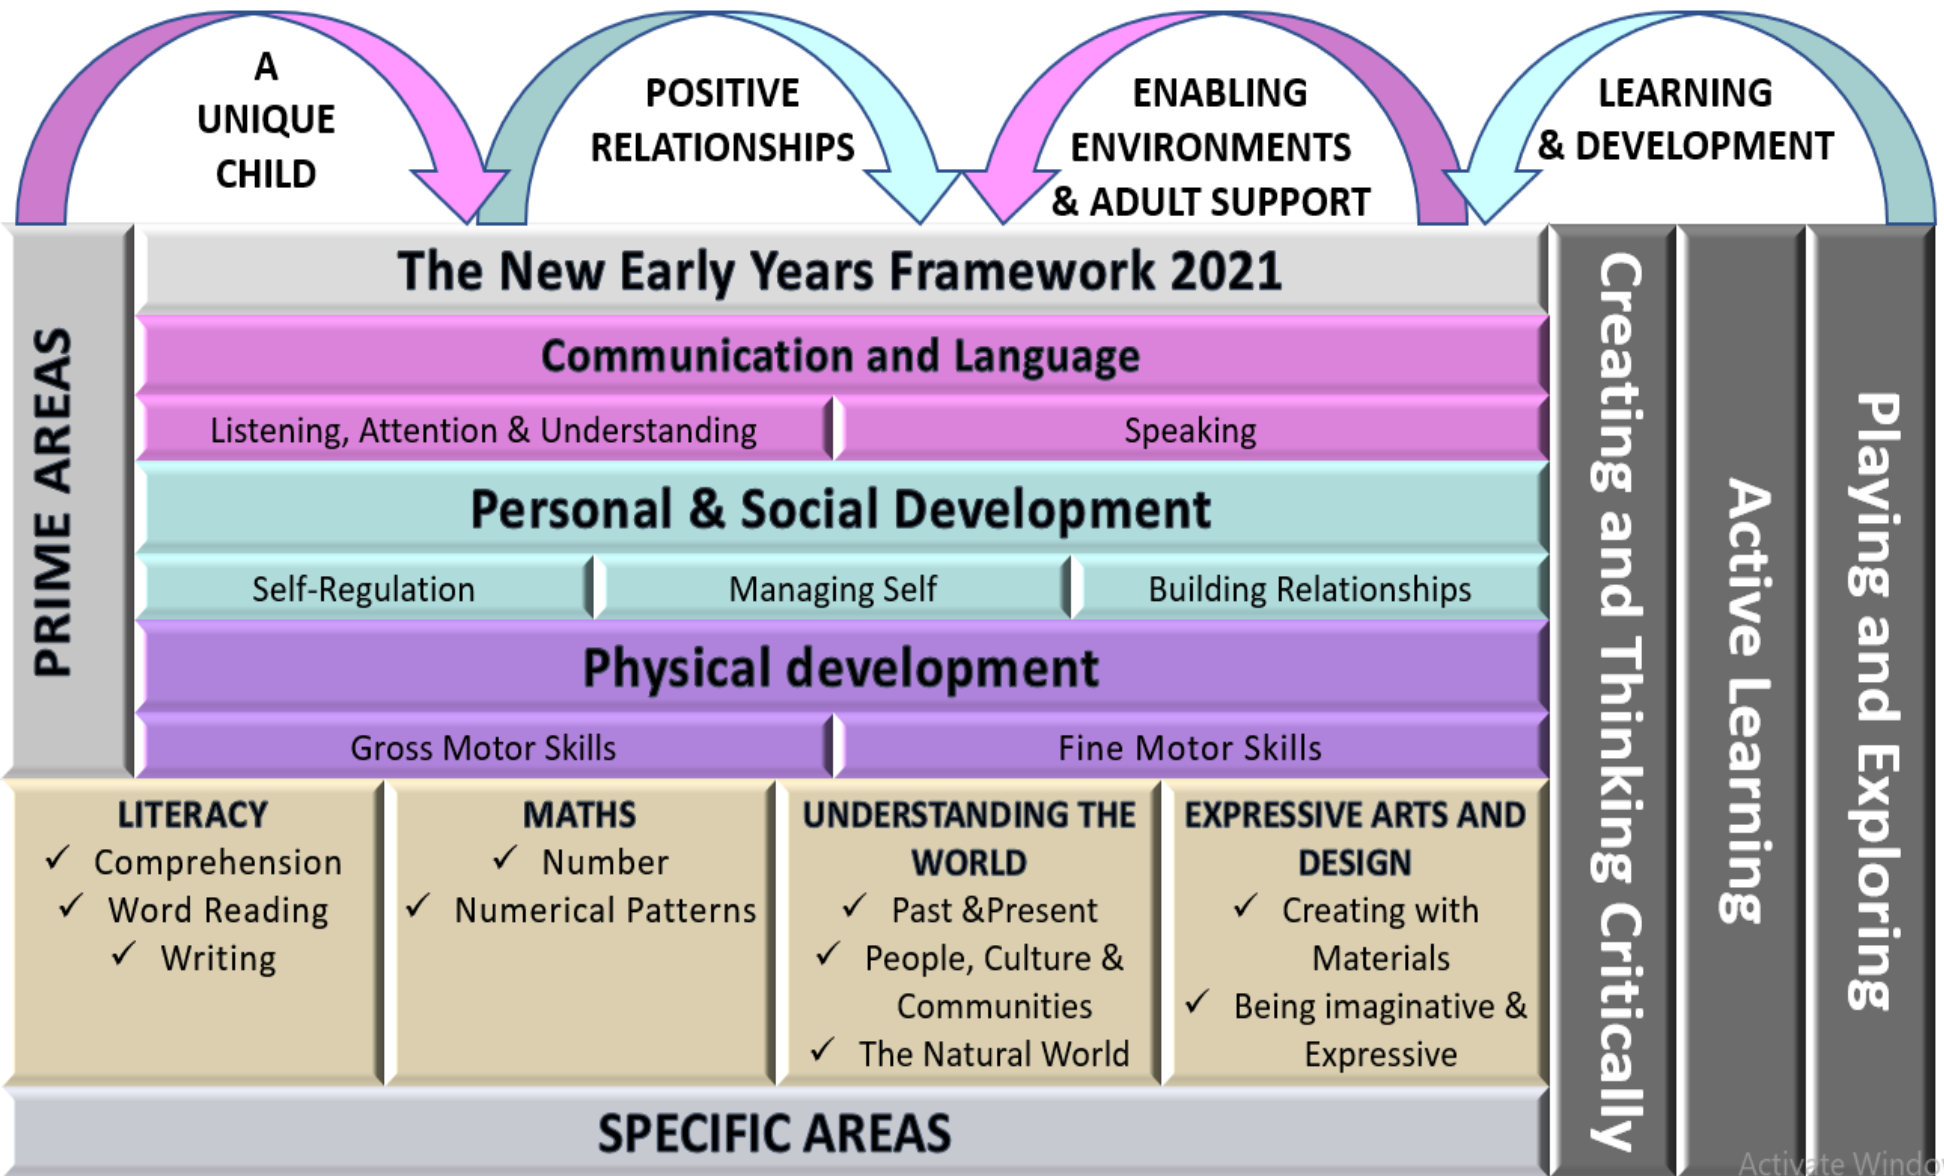 A
UNIQUE
CHILD
POSITIVE
RELATIONSHIPS
ENABLING
ENVIRONMENTS
& ADULT SUPPORT
LEARNING
& DEVELOPMENT
PRIME AREAS
The New Early Years Framework 2021
Communication and Language
Listening, Attention & Understanding
Speaking
Personal & Social Development
Self-Regulation
Managing Self
Building Relationships
Physical development
Gross Motor Skills
Fine Motor Skills
LITERACY
✓ Comprehension
✓ Word Reading
✓ Writing
MATHS
✓ Number
✓ Numerical Patterns
UNDERSTANDING THE
WORLD
✓ Past &Present
✓ People, Culture &
Communities
✓ The Natural World
EXPRESSIVE ARTS AND
DESIGN
✓ Creating with
Materials
✓ Being imaginative &
Expressive
SPECIFIC AREAS
Creating and Thinking Critically
Active Learning
Playing and Exploring
Activate Windo